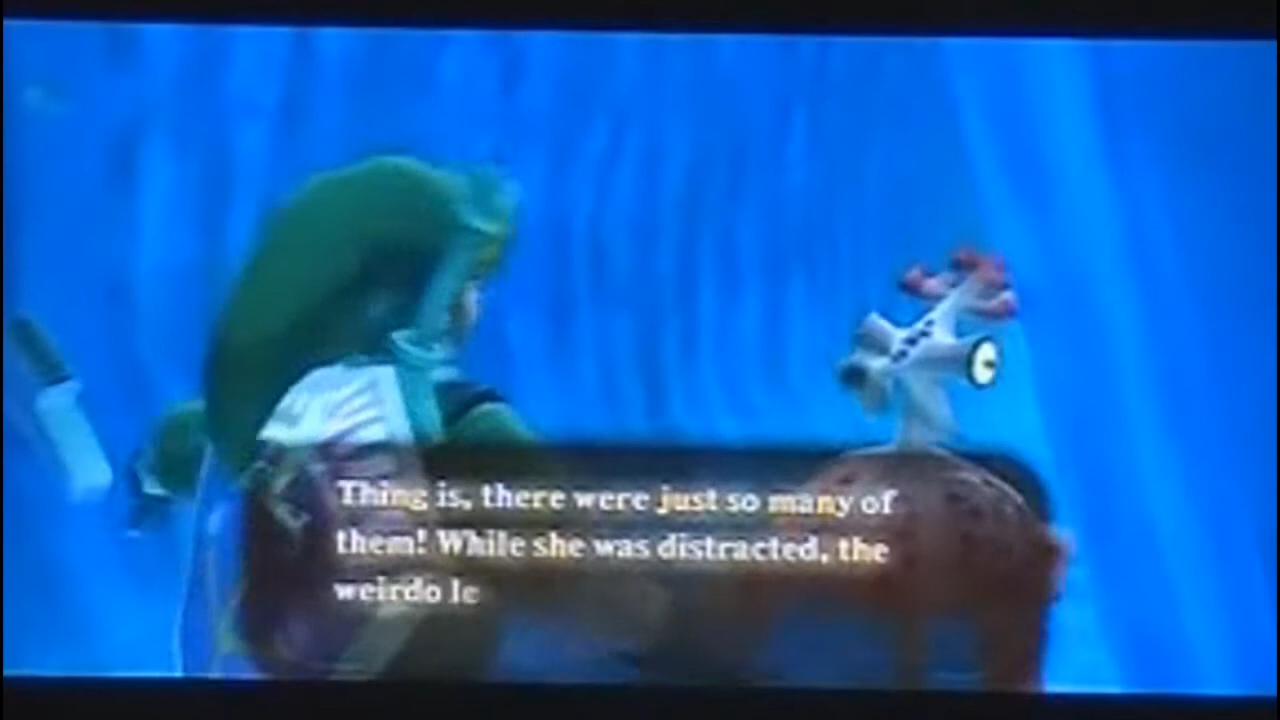 Thing is, there were just so many of
them! While she was distracted, the
weirdo le